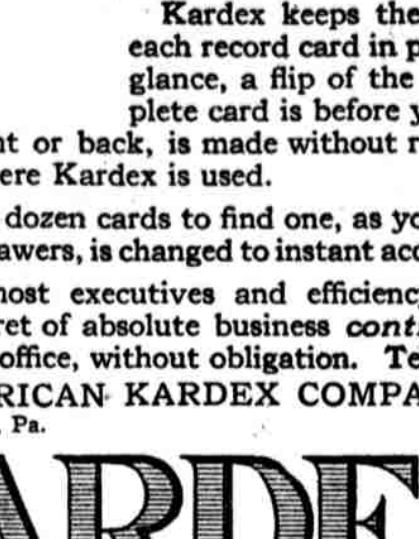 Kardex keeps the
each record card in p
glance, a flip of the
plete card is before y
nt or back, is made without r
ere Kardex is used.
dozen cards to find one, as yo
awers, is changed to instant acc
nost executives and efficienc
ret of absolute business cont
office, without obligation. Te
RICAN KARDEX COMPA
, Pa.
ARDE